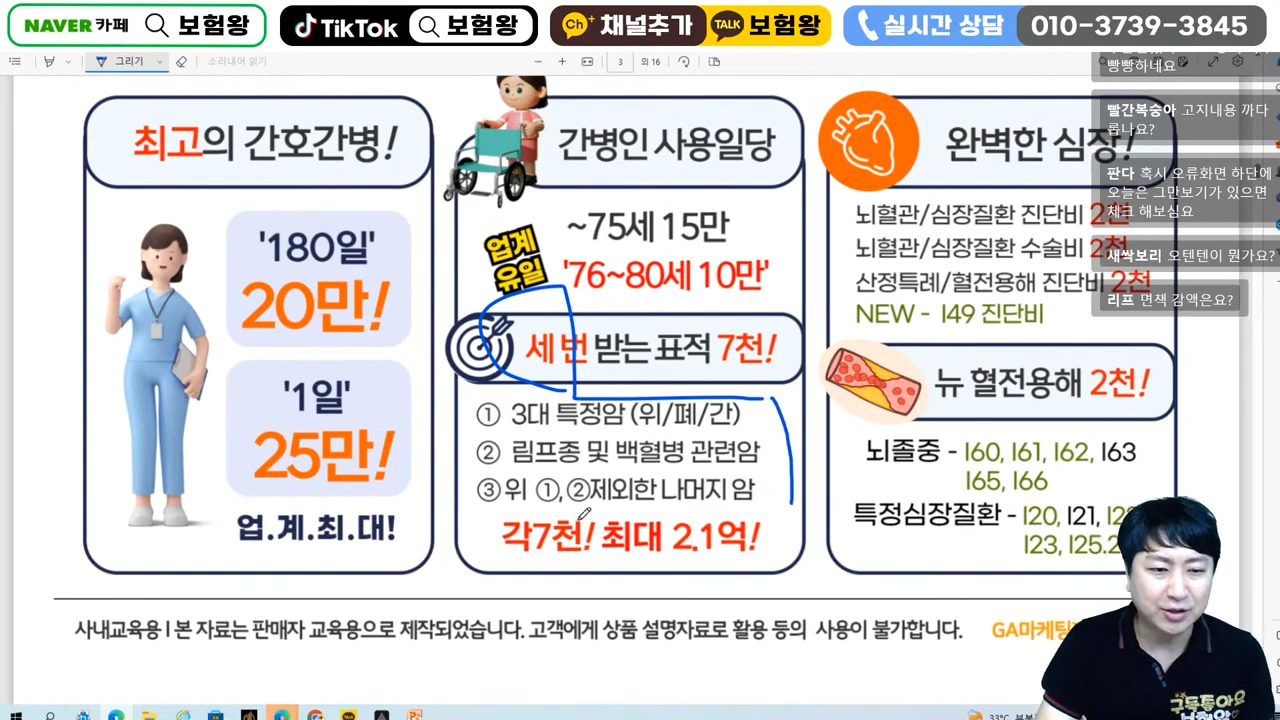 NAVER 카페 보험왕
TikTok 보험왕
Ch+ 채널추가 TALK 보험왕
실시간 상담 010-3739-3845
그리기
소리내어 읽기
3 의 16
빵빵하네요
빨간복숭아 고지내용 까다
롭나요?
판다 혹시 오류화면 하단에
오늘은 그만보기가 있으면
체크 해보심요
새싹보리 오텐텐이 뭔가요?
리프 면책 감액은요?
최고의 간호간병!
'180일'
20만!
'1일'
25만!
업.계.최.대!
간병인 사용일당
~75세 15만
업계
유일
'76~80세 10만'
세 번 받는 표적 7천!
① 3대 특정암 (위/폐/간)
② 림프종 및 백혈병 관련암
③ 위 ①,②제외한 나머지 암
각7천! 최대 2.1억!
완벽한 심장!
뇌혈관/심장질환 진단비 2천
뇌혈관/심장질환 수술비 2천
산정특례/혈전용해 진단비 2천
NEW - I49 진단비
뉴 혈전용해 2천!
뇌졸중 - I60, I61, I62, I63
I65, I66
특정심장질환 - I20, I21,
I23, I25.2
사내교육용 I 본 자료는 판매자 교육용으로 제작되었습니다. 고객에게 상품 설명자료로 활용 등의 사용이 불가합니다.
GA마케팅
구독좋아요
보험왕
33°C